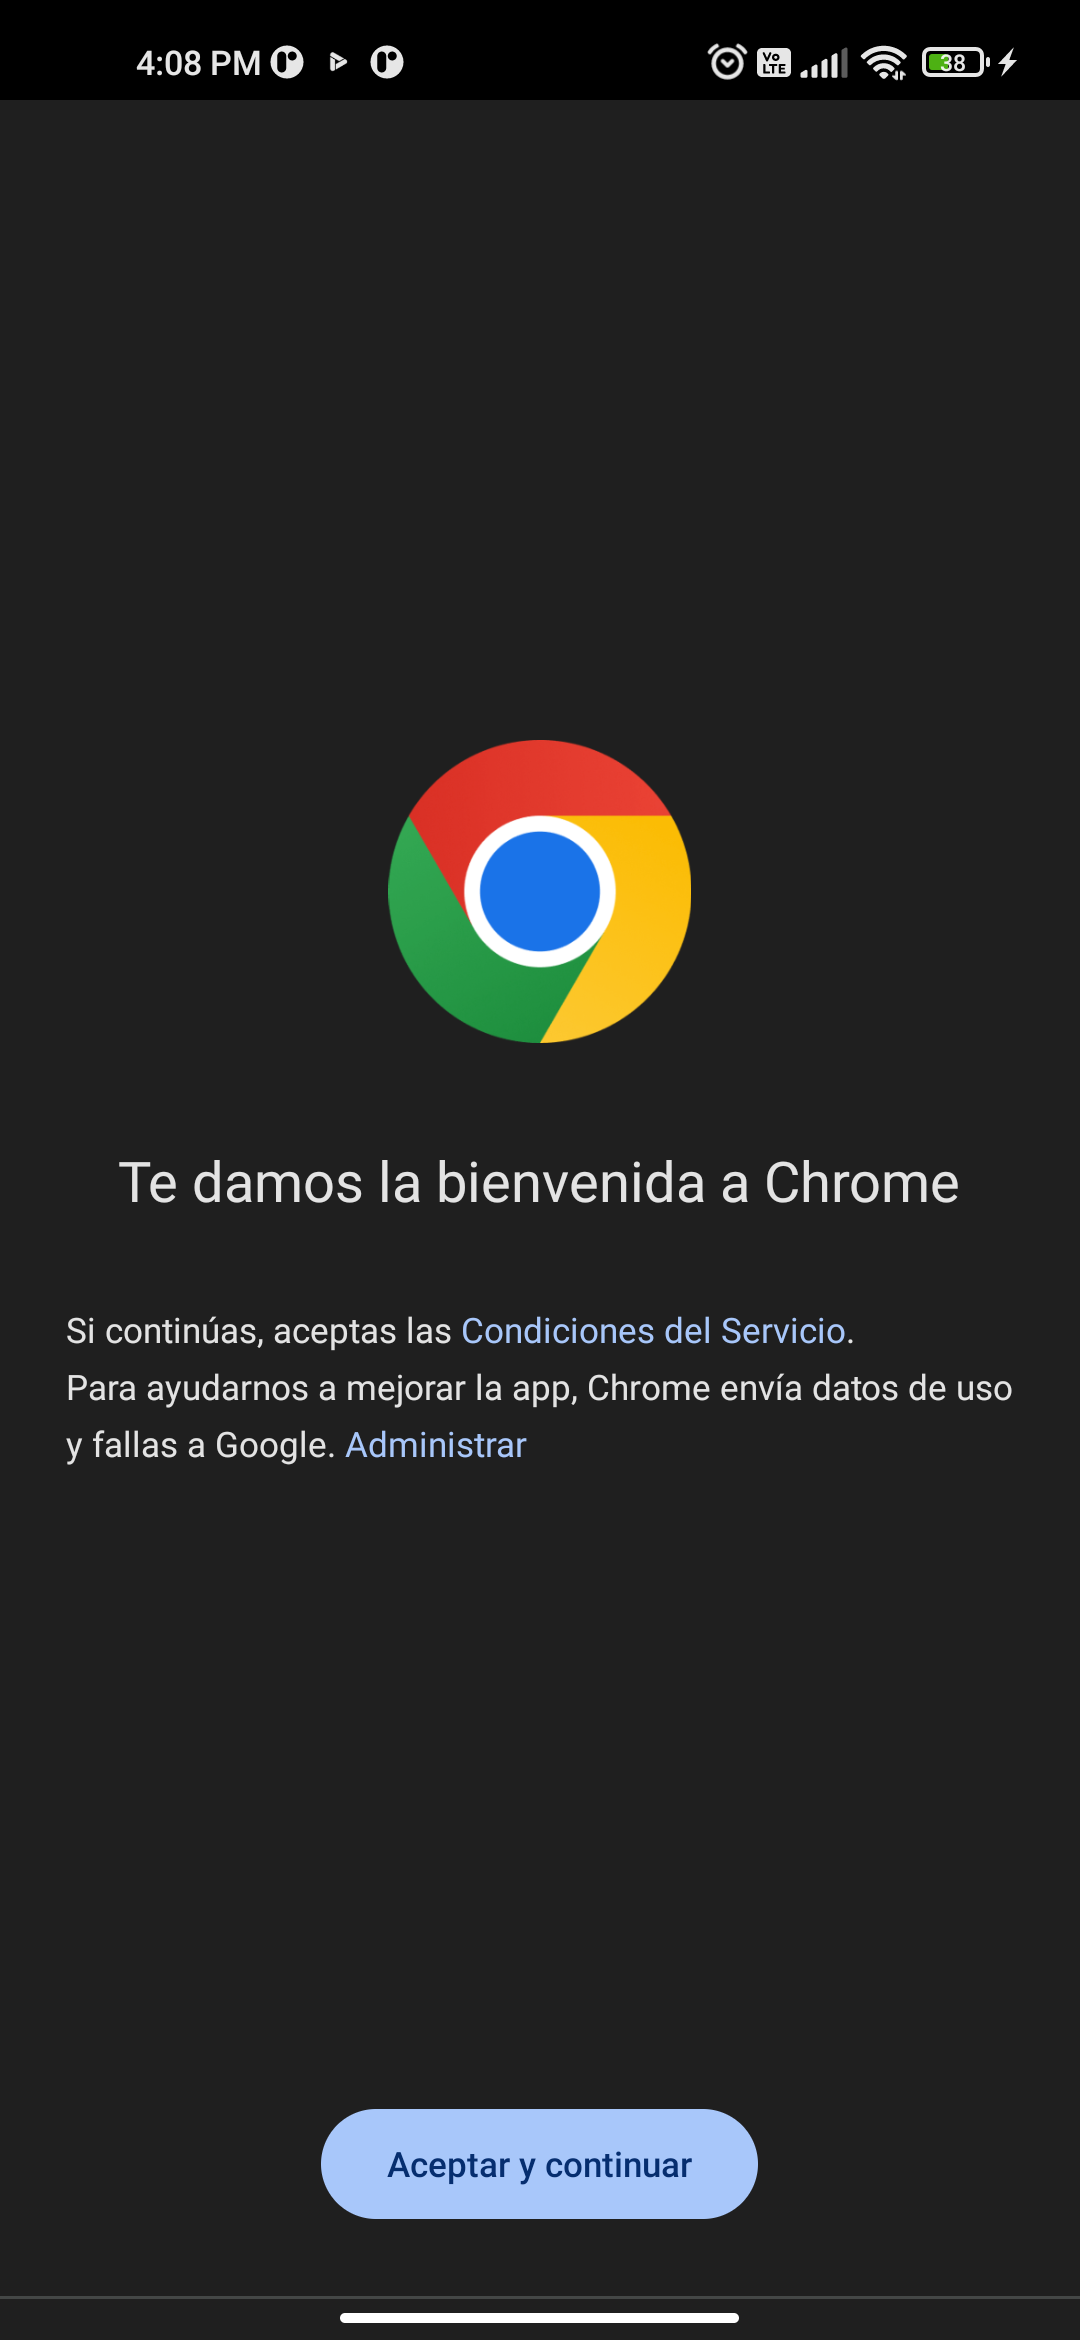 4:08 PM
Vo LTE
38
Te damos la bienvenida a Chrome
Si continúas, aceptas las Condiciones del Servicio.
Para ayudarnos a mejorar la app, Chrome envía datos de uso
y fallas a Google. Administrar
Aceptar y continuar